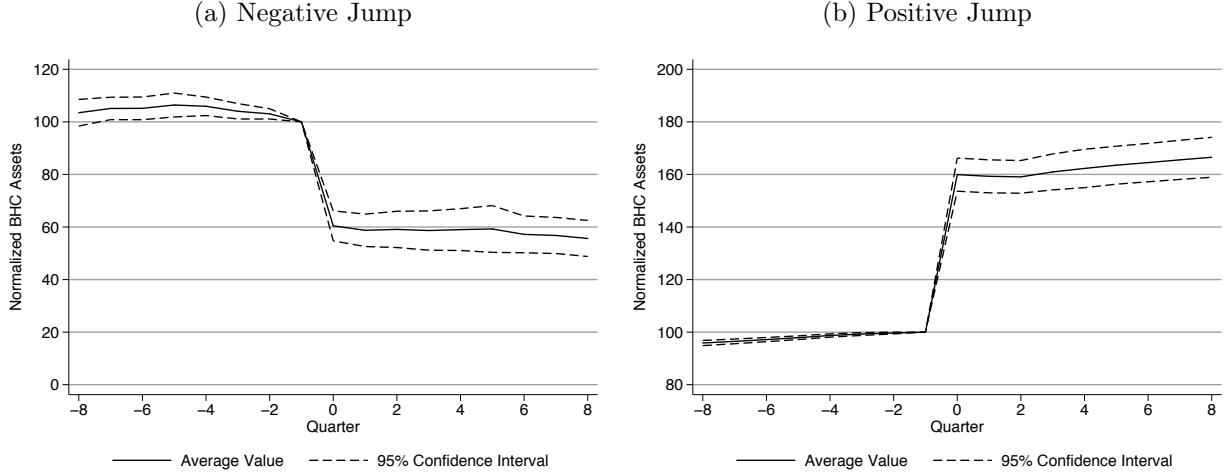 (a) Negative Jump
Normalized BHC Assets
120
100
80
60
40
20
0
−8 −6 −4 −2 0 2 4 6 8
Quarter
Average Value 95% Confidence Interval
(b) Positive Jump
Normalized BHC Assets
200
180
160
140
120
100
80
−8 −6 −4 −2 0 2 4 6 8
Quarter
Average Value 95% Confidence Interval